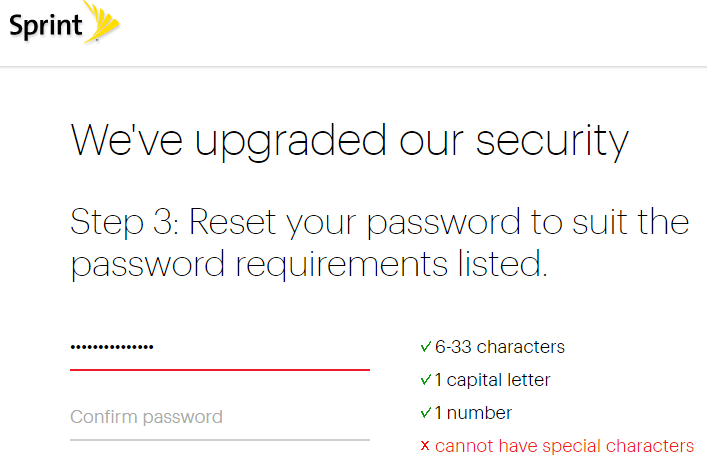 Sprint
We've upgraded our security
Step 3: Reset your password to suit the
password requirements listed.
•••••••••••••••
✓ 6-33 characters
✓ 1 capital letter
Confirm password
✓ 1 number
x cannot have special characters